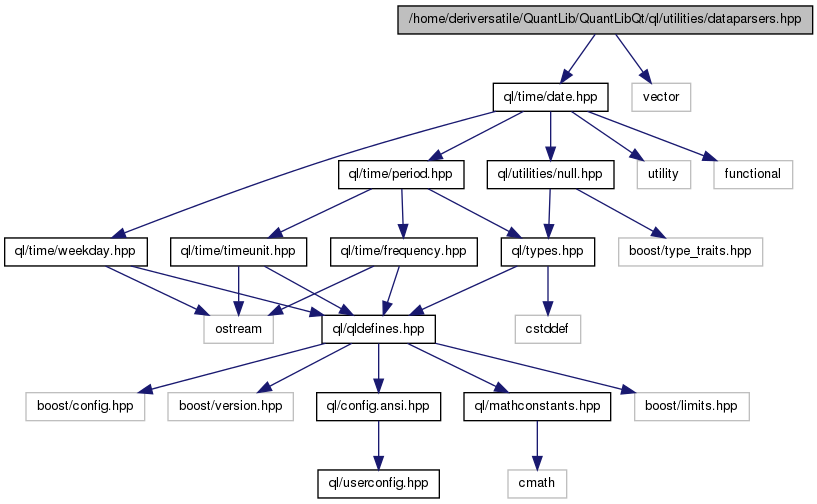 /home/deriversatile/QuantLib/QuantLibQt/ql/utilities/dataparsers.hpp
ql/time/date.hpp
vector
ql/time/period.hpp
ql/utilities/null.hpp
utility
functional
ql/time/weekday.hpp
ql/time/timeunit.hpp
ql/time/frequency.hpp
ql/types.hpp
boost/type_traits.hpp
ostream
ql/qldefines.hpp
cstddef
boost/config.hpp
boost/version.hpp
ql/config.ansi.hpp
ql/mathconstants.hpp
boost/limits.hpp
ql/userconfig.hpp
cmath